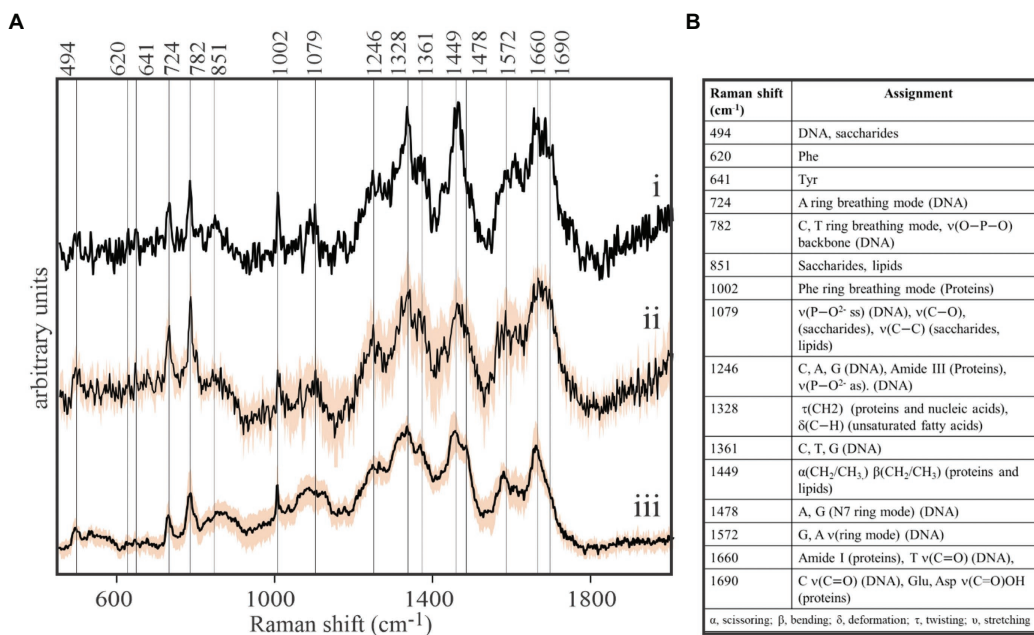 A
494 620 641 724 782 851 1002 1079 1246 1328 1361 1449 1478 1572 1660 1690
i
ii
iii
arbitrary units
600 1000 1400 1800
Raman shift (cm⁻¹)
B
Raman shift Assignment
(cm⁻¹)
494 DNA, saccharides
620 Phe
641 Tyr
724 A ring breathing mode (DNA)
782 C, T ring breathing mode, ν(O−P−O)
backbone (DNA)
851 Saccharides, lipids
1002 Phe ring breathing mode (Proteins)
1079 ν(P−O²⁻ ss) (DNA), ν(C−O),
(saccharides), ν(C−C) (saccharides,
lipids)
1246 C, A, G (DNA), Amide III (Proteins),
ν(P−O²⁻ as). (DNA)
1328 τ(CH2) (proteins and nucleic acids),
δ(C−H) (unsaturated fatty acids)
1361 C, T, G (DNA)
1449 α(CH₂/CH₃,) β(CH₂/CH₃) (proteins and
lipids)
1478 A, G (N7 ring mode) (DNA)
1572 G, A ν(ring mode) (DNA)
1660 Amide I (proteins), T ν(C=O) (DNA),
1690 C ν(C=O) (DNA), Glu, Asp ν(C=O)OH
(proteins)
α, scissoring; β, bending; δ, deformation; τ, twisting; υ, stretching